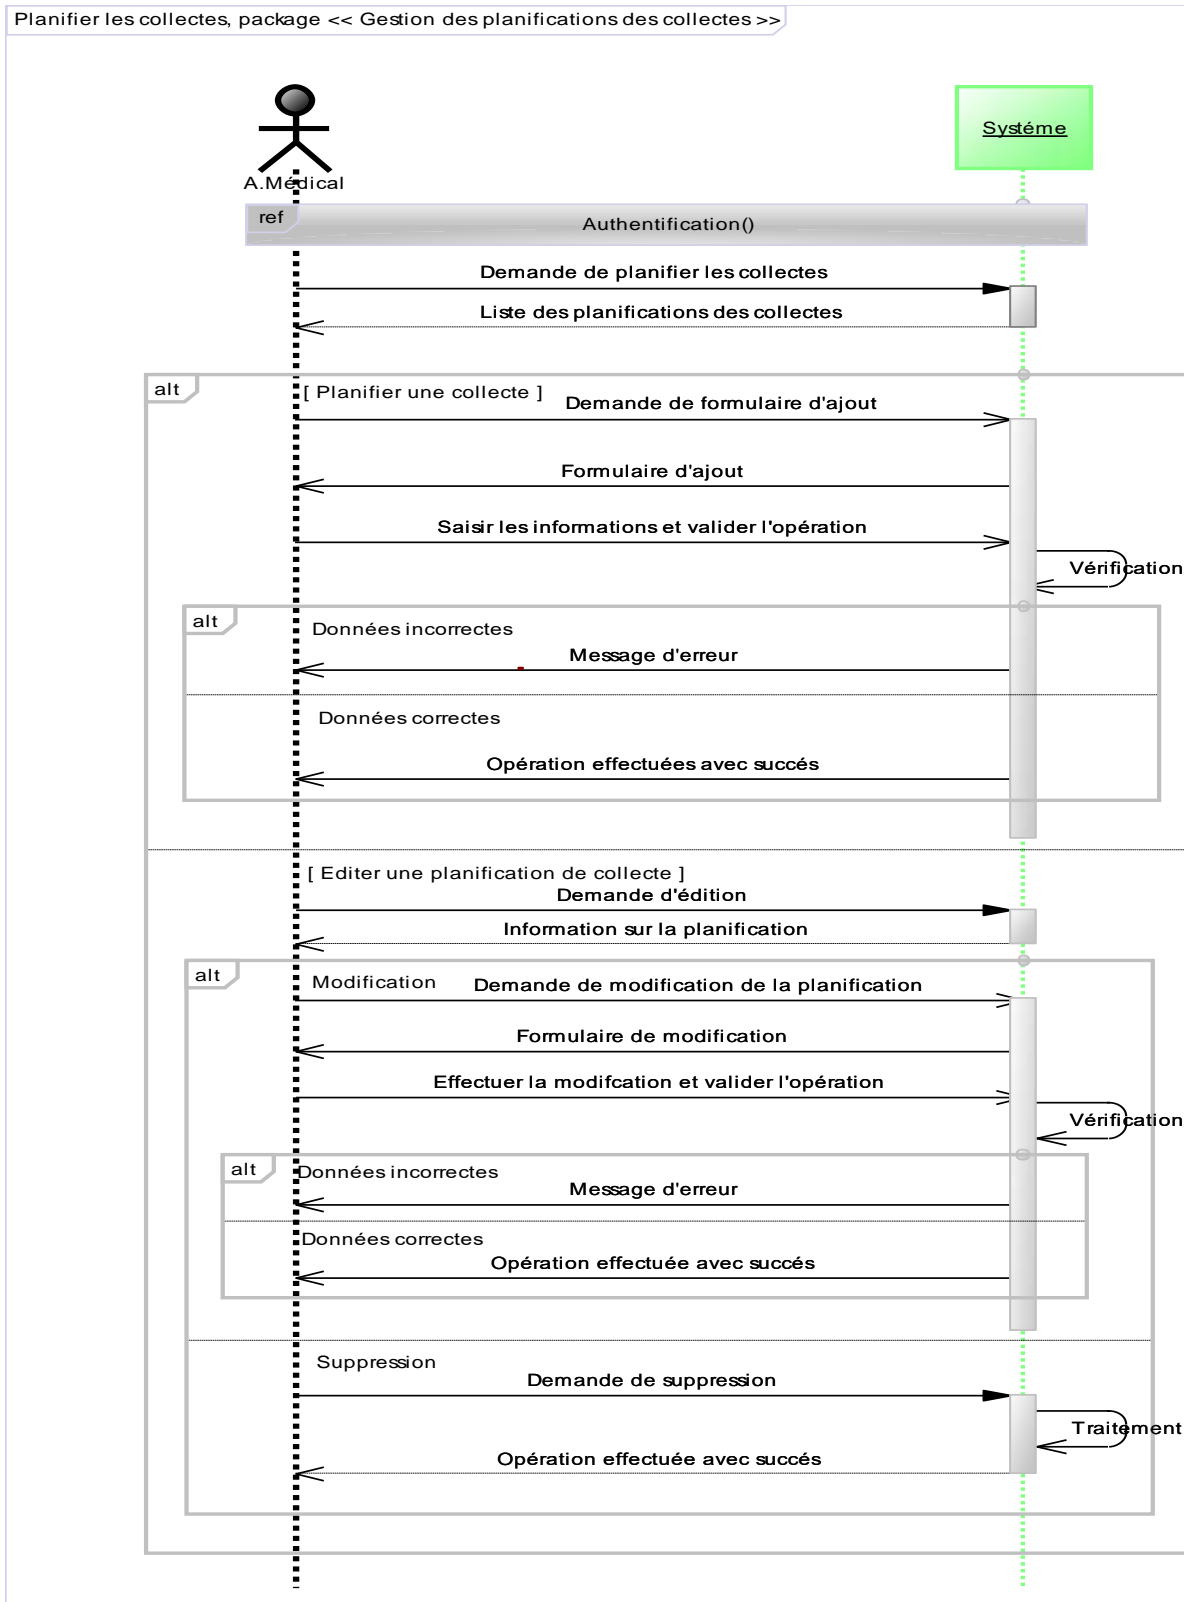 Planifier les collectes, package << Gestion des planifications des collectes >>
Systéme
A.Médical
ref
Authentification()
Demande de planifier les collectes
Liste des planifications des collectes
alt
[ Planifier une collecte ]
Demande de formulaire d'ajout
Formulaire d'ajout
Saisir les informations et valider l'opération
Vérification
alt
Données incorrectes
Message d'erreur
Données correctes
Opération effectuées avec succés
[ Editer une planification de collecte ]
Demande d'édition
Information sur la planification
alt
Modification
Demande de modification de la planification
Formulaire de modification
Effectuer la modifcation et valider l'opération
Vérification
alt
Données incorrectes
Message d'erreur
Données correctes
Opération effectuée avec succés
Suppression
Demande de suppression
Traitement
Opération effectuée avec succés